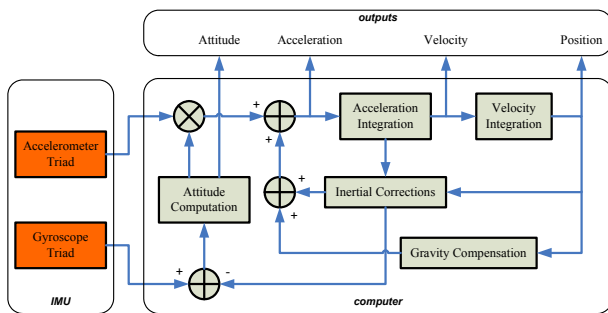 outputs
Attitude Acceleration Velocity Position
Accelerometer
Triad
Gyroscope
Triad
IMU
+
Acceleration
Integration
Velocity
Integration
+
Attitude
Computation
+
Inertial Corrections
+
Gravity Compensation
+ -
computer